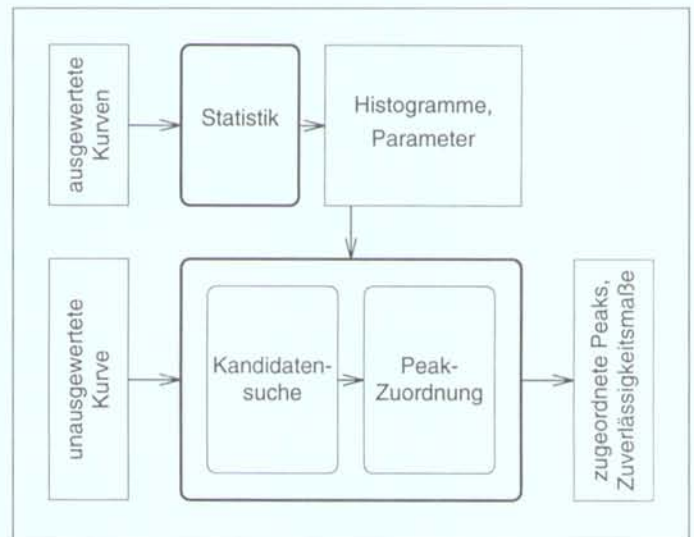 ausgewertete
Kurven
Statistik
Histogramme,
Parameter
unausgewertete
Kurve
Kandidaten-
suche
Peak-
Zuordnung
zugeordnete Peaks,
Zuverlässigkeitsmaße